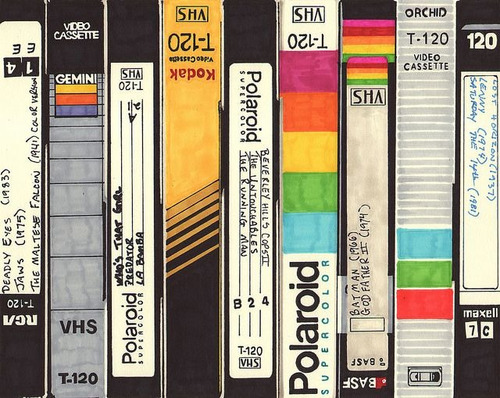 E
E
1 4
DEADLY EYES (1983)
JAWS (1975)
THE MALTESE FALCON (1941) COLOR VERSION
T-120
RCA
VIDEO
CASSETTE
GEMINI
VHS
T-120
VHS
T-120
WHO'S THAT GIRL
PREDATOR
LA BAMBA
Polaroid
SUPERCOLOR
VHS
T-120
Video Cassette
Kodak
Polaroid
SUPERCOLOR
BEVERLEY HILLS COP II
THE UNTOUCHABLES
THE RUNNING MAN
B 2 4
T-120
VHS
VHS
T-120
Polaroid
SUPERCOLOR
VHS
BATMAN (1966)
GODFATHER II (1974)
BASF
BASF
ORCHID
T-120
VIDEO
CASSETTE
120
LOST HORIZON (1937)
LENNY (1974)
SATURDAY THE 14th (1981)
maxell
7 C